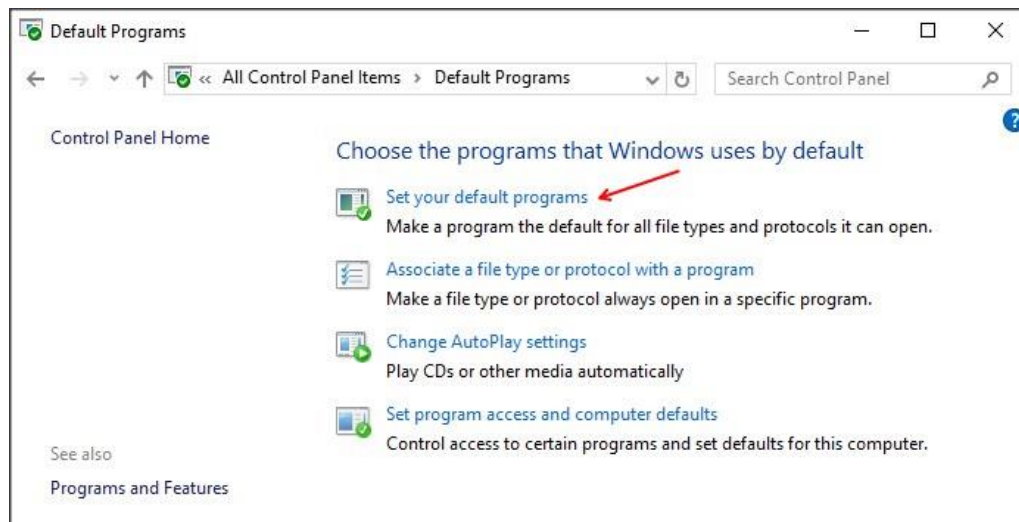 Default Programs
« All Control Panel Items > Default Programs
Search Control Panel
?
Control Panel Home
Choose the programs that Windows uses by default
Set your default programs
Make a program the default for all file types and protocols it can open.
Associate a file type or protocol with a program
Make a file type or protocol always open in a specific program.
Change AutoPlay settings
Play CDs or other media automatically
Set program access and computer defaults
Control access to certain programs and set defaults for this computer.
See also
Programs and Features